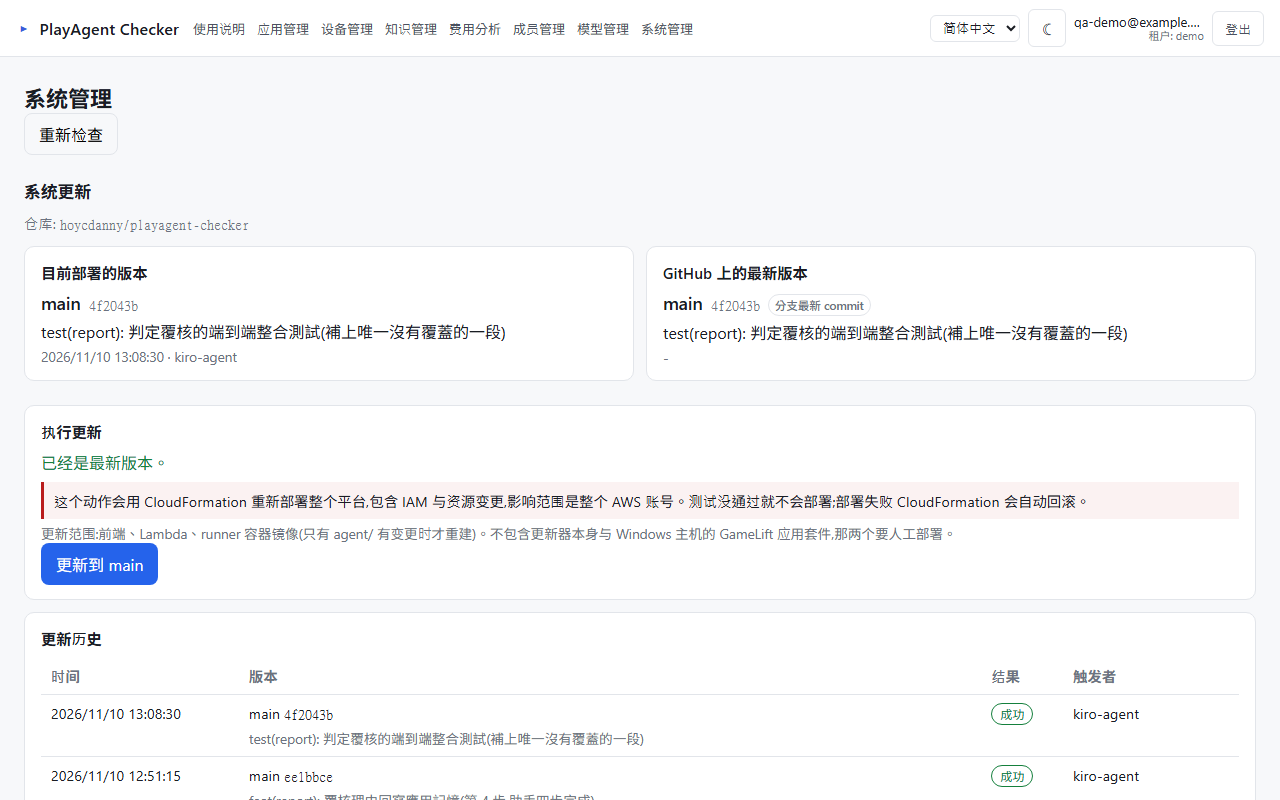 PlayAgent Checker 使用说明 应用管理 设备管理 知识管理 费用分析 成员管理 模型管理 系统管理 简体中文 qa-demo@example.... 登出
租户: demo
系统管理
重新检查
系统更新
仓库: hoycdanny/playagent-checker
目前部署的版本
main 4f2043b
test(report): 判定覆核的端到端整合測試(補上唯一沒有覆蓋的一段)
2026/11/10 13:08:30 · kiro-agent
GitHub 上的最新版本
main 4f2043b 分支最新 commit
test(report): 判定覆核的端到端整合測試(補上唯一沒有覆蓋的一段)
-
执行更新
已经是最新版本。
这个动作会用 CloudFormation 重新部署整个平台,包含 IAM 与资源变更,影响范围是整个 AWS 账号。测试没通过就不会部署;部署失败 CloudFormation 会自动回滚。
更新范围:前端、Lambda、runner 容器镜像(只有 agent/ 有变更时才重建)。不包含更新器本身与 Windows 主机的 GameLift 应用套件,那两个要人工部署。
更新到 main
更新历史
时间 版本 结果 触发者
2026/11/10 13:08:30 main 4f2043b 成功 kiro-agent
test(report): 判定覆核的端到端整合測試(補上唯一沒有覆蓋的一段)
2026/11/10 12:51:15 main ee1bbce 成功 kiro-agent